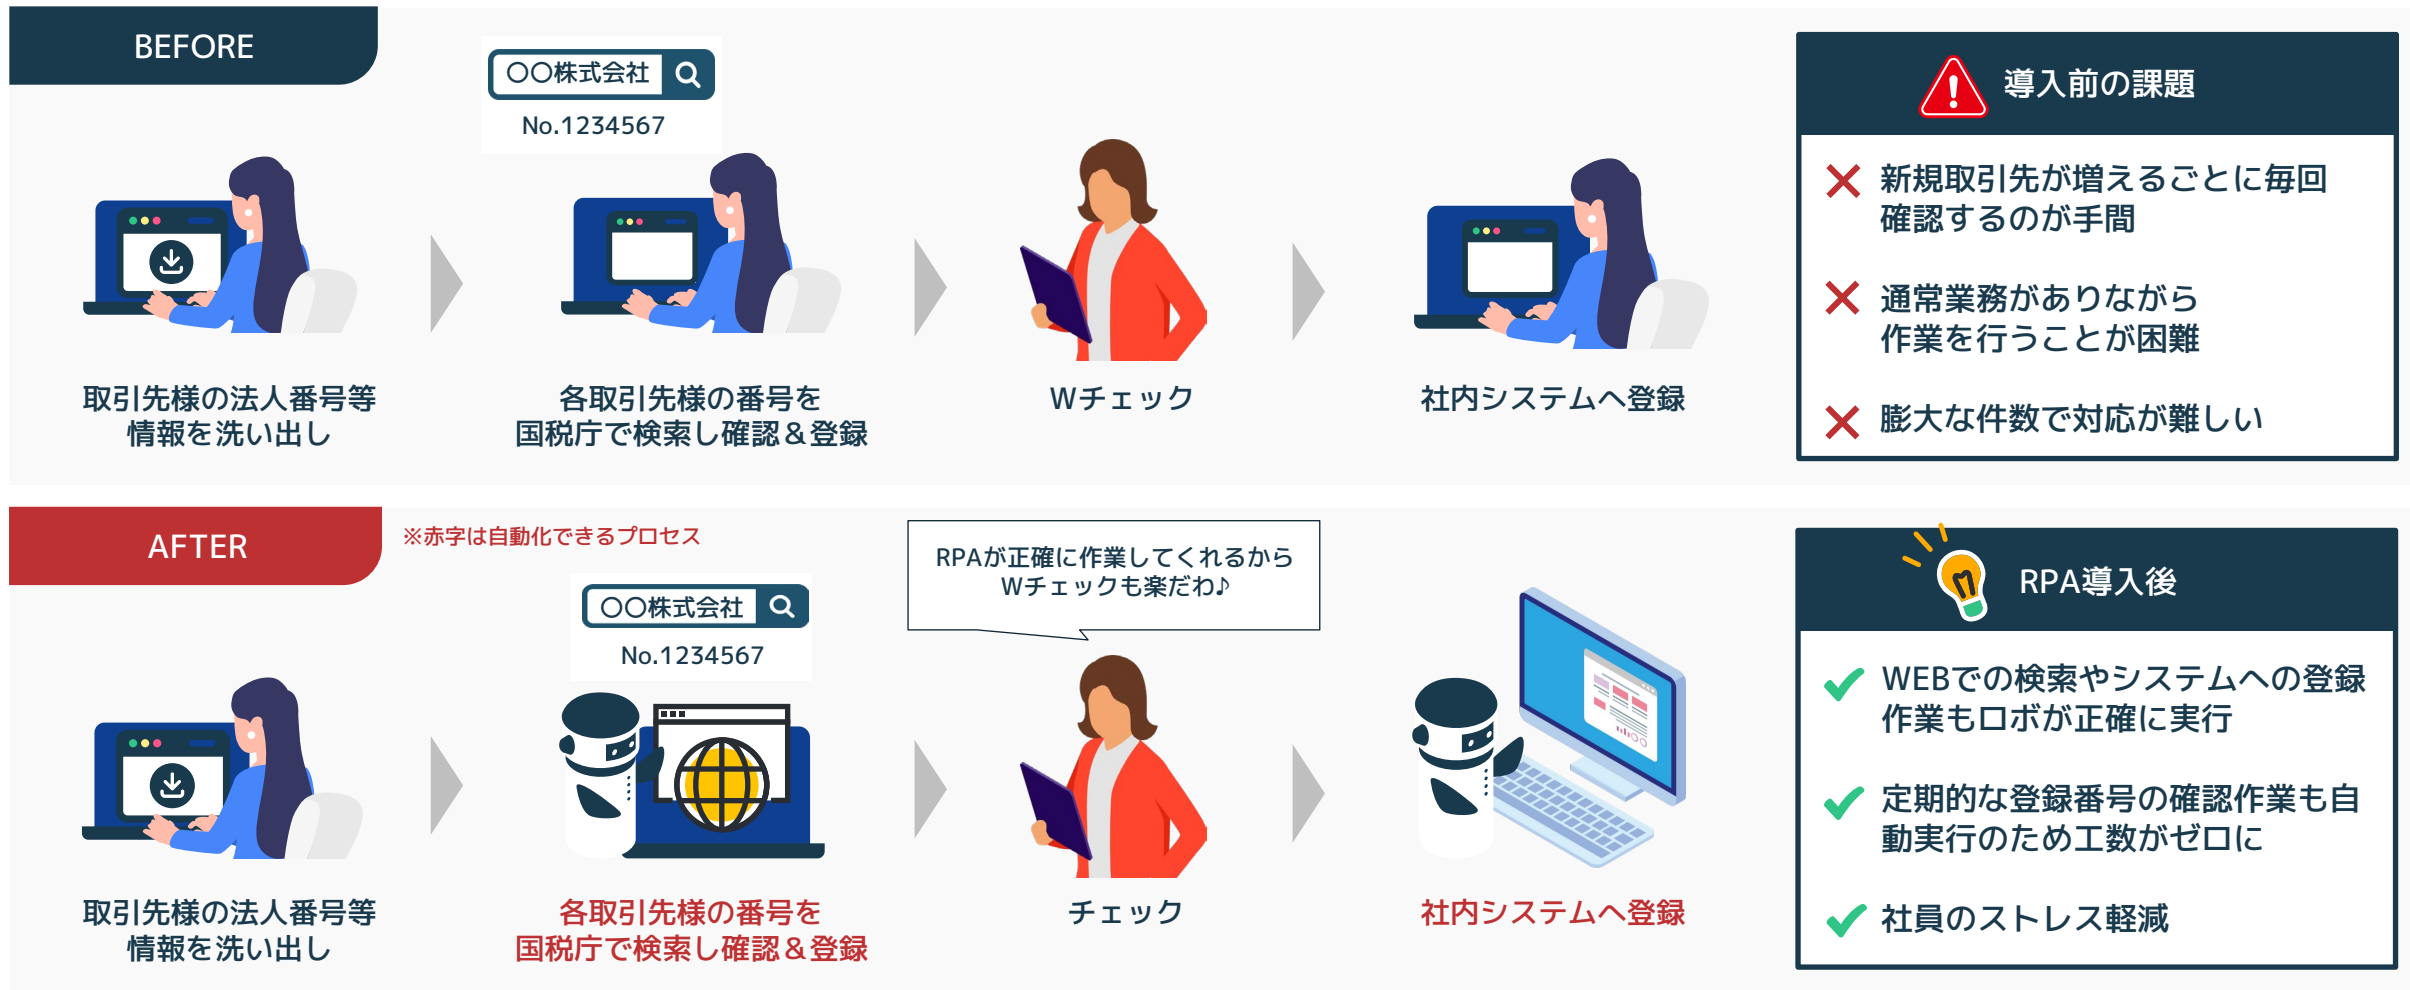 BEFORE
〇〇株式会社
No.1234567
取引先様の法人番号等
情報を洗い出し
各取引先様の番号を
国税庁で検索し確認＆登録
Wチェック
社内システムへ登録
導入前の課題
新規取引先が増えるごとに毎回
確認するのが手間
通常業務がありながら
作業を行うことが困難
膨大な件数で対応が難しい
AFTER
※赤字は自動化できるプロセス
〇〇株式会社
No.1234567
RPAが正確に作業してくれるから
Wチェックも楽だわ♪
取引先様の法人番号等
情報を洗い出し
各取引先様の番号を
国税庁で検索し確認＆登録
チェック
社内システムへ登録
RPA導入後
WEBでの検索やシステムへの登録
作業もロボが正確に実行
定期的な登録番号の確認作業も自
動実行のため工数がゼロに
社員のストレス軽減